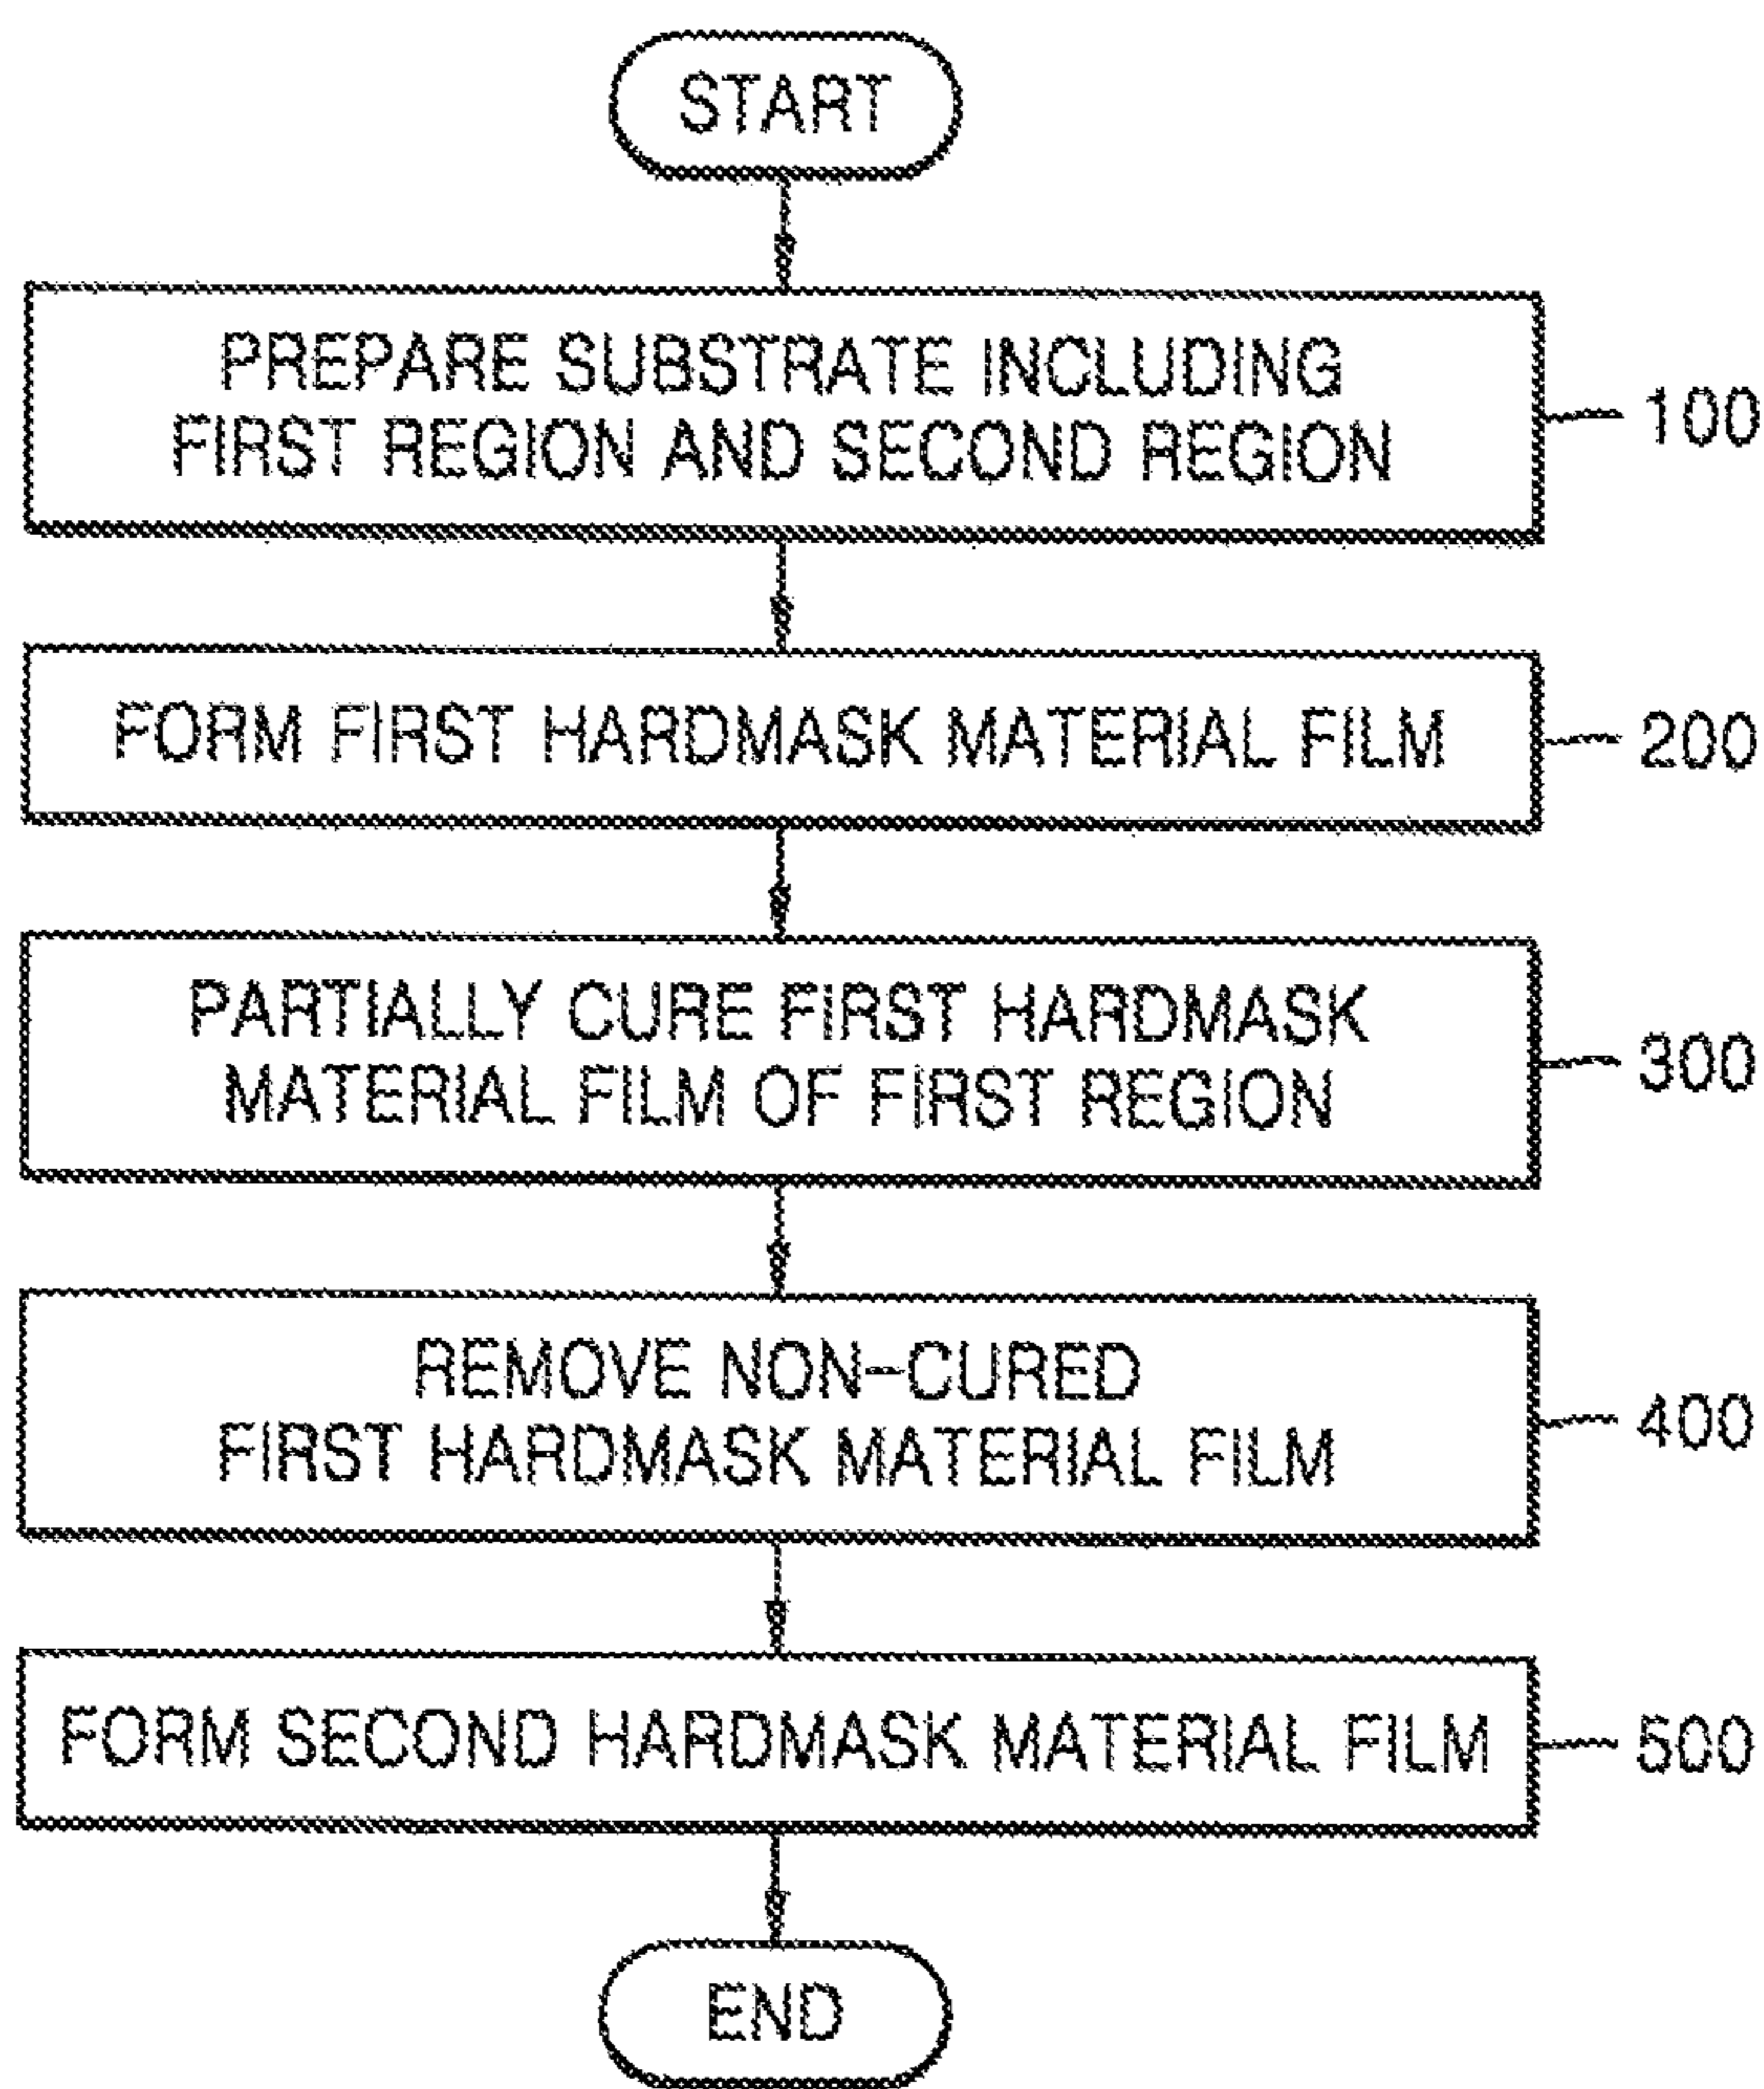 START
PREPARE SUBSTRATE INCLUDING
FIRST REGION AND SECOND REGION
100
FORM FIRST HARDMASK MATERIAL FILM
200
PARTIALLY CURE FIRST HARDMASK
MATERIAL FILM OF FIRST REGION
300
REMOVE NON-CURED
FIRST HARDMASK MATERIAL FILM
400
FORM SECOND HARDMASK MATERIAL FILM
500
END